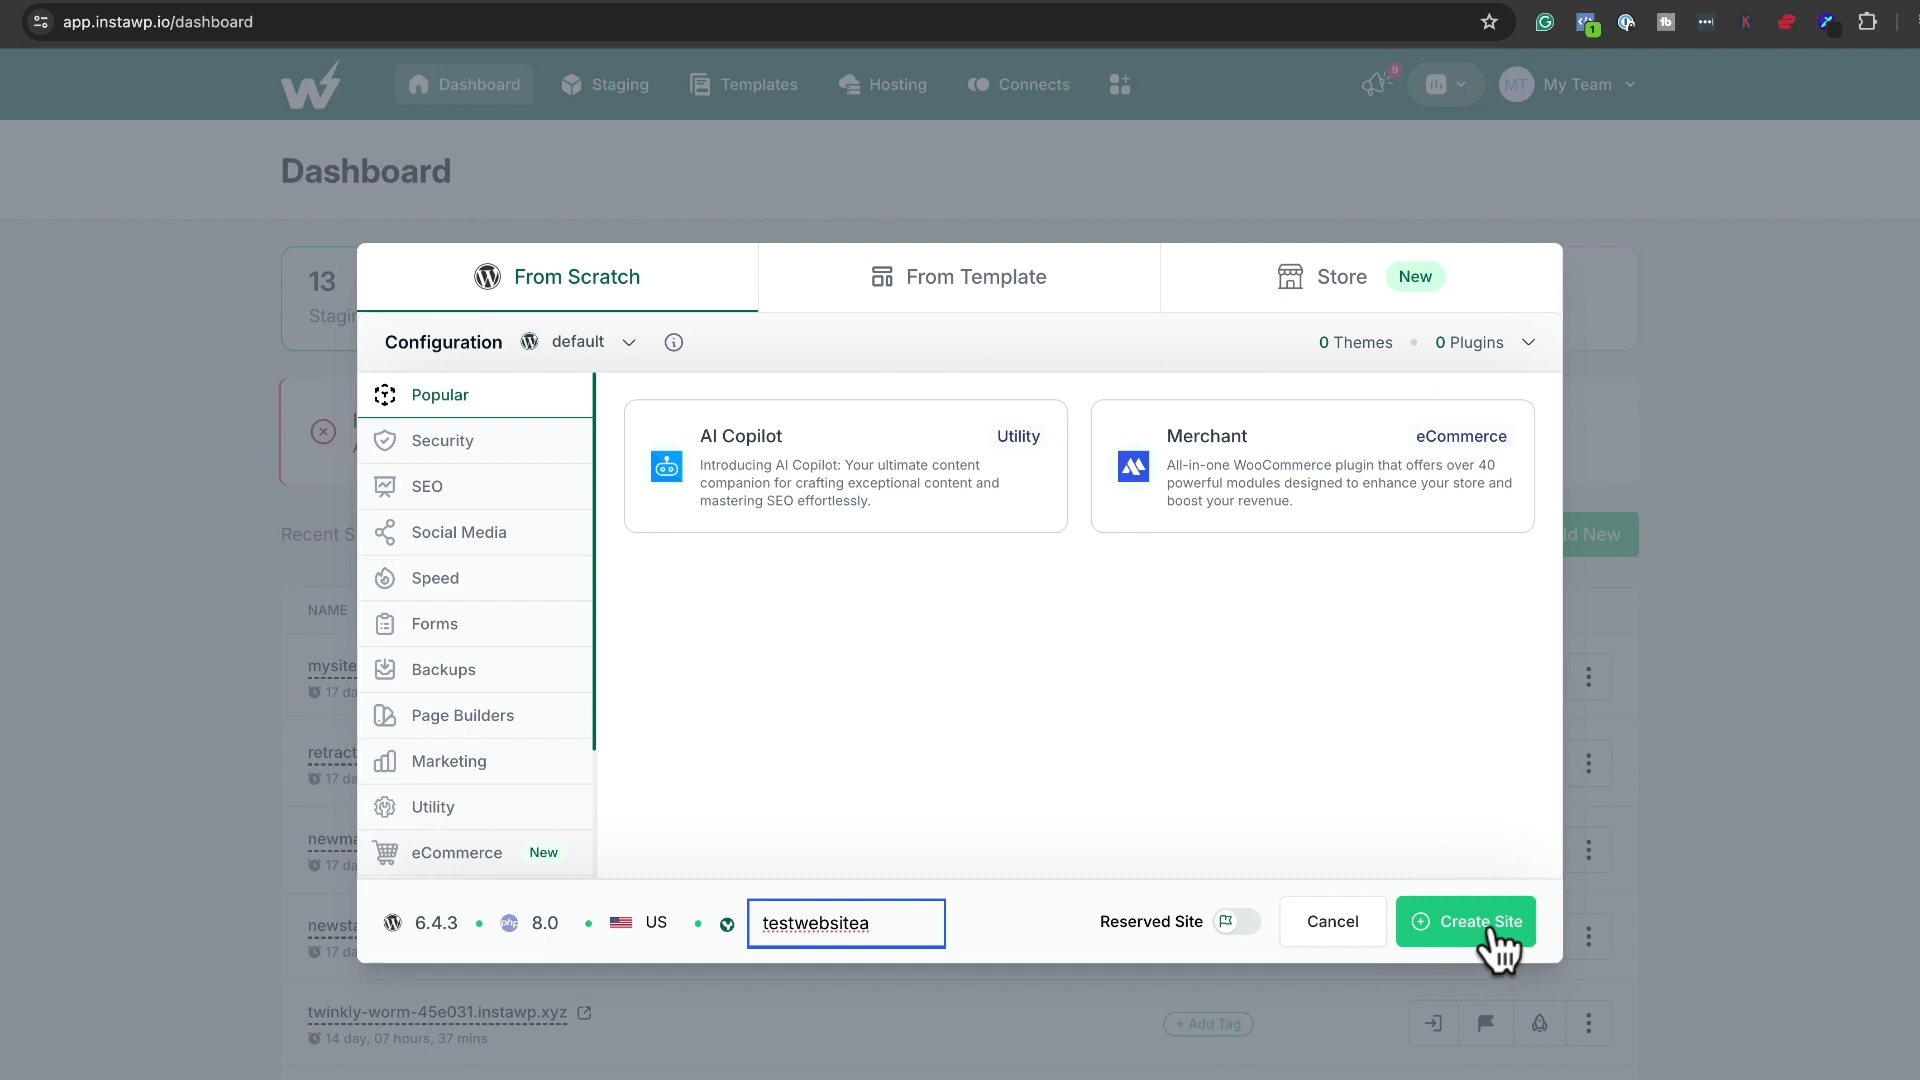 app.instawp.io/dashboard
1
Dashboard
Staging
Templates
Hosting
Connects
9
MT
My Team
Dashboard
13
From Scratch
From Template
Store
New
Configuration
default
0 Themes
0 Plugins
Popular
Security
SEO
Social Media
Speed
Forms
Backups
Page Builders
Marketing
Utility
eCommerce
New
AI Copilot
Utility
Introducing AI Copilot: Your ultimate content
companion for crafting exceptional content and
mastering SEO effortlessly.
Merchant
eCommerce
All-in-one WooCommerce plugin that offers over 40
powerful modules designed to enhance your store and
boost your revenue.
Recent S
ld New
NAME
mysite
17 da
retract
17 da
newma
17 da
newsta
17 da
6.4.3
php
8.0
US
testwebsitea
Reserved Site
Cancel
Create Site
twinkly-worm-45e031.instawp.xyz
14 day, 07 hours, 37 mins
+ Add Tag